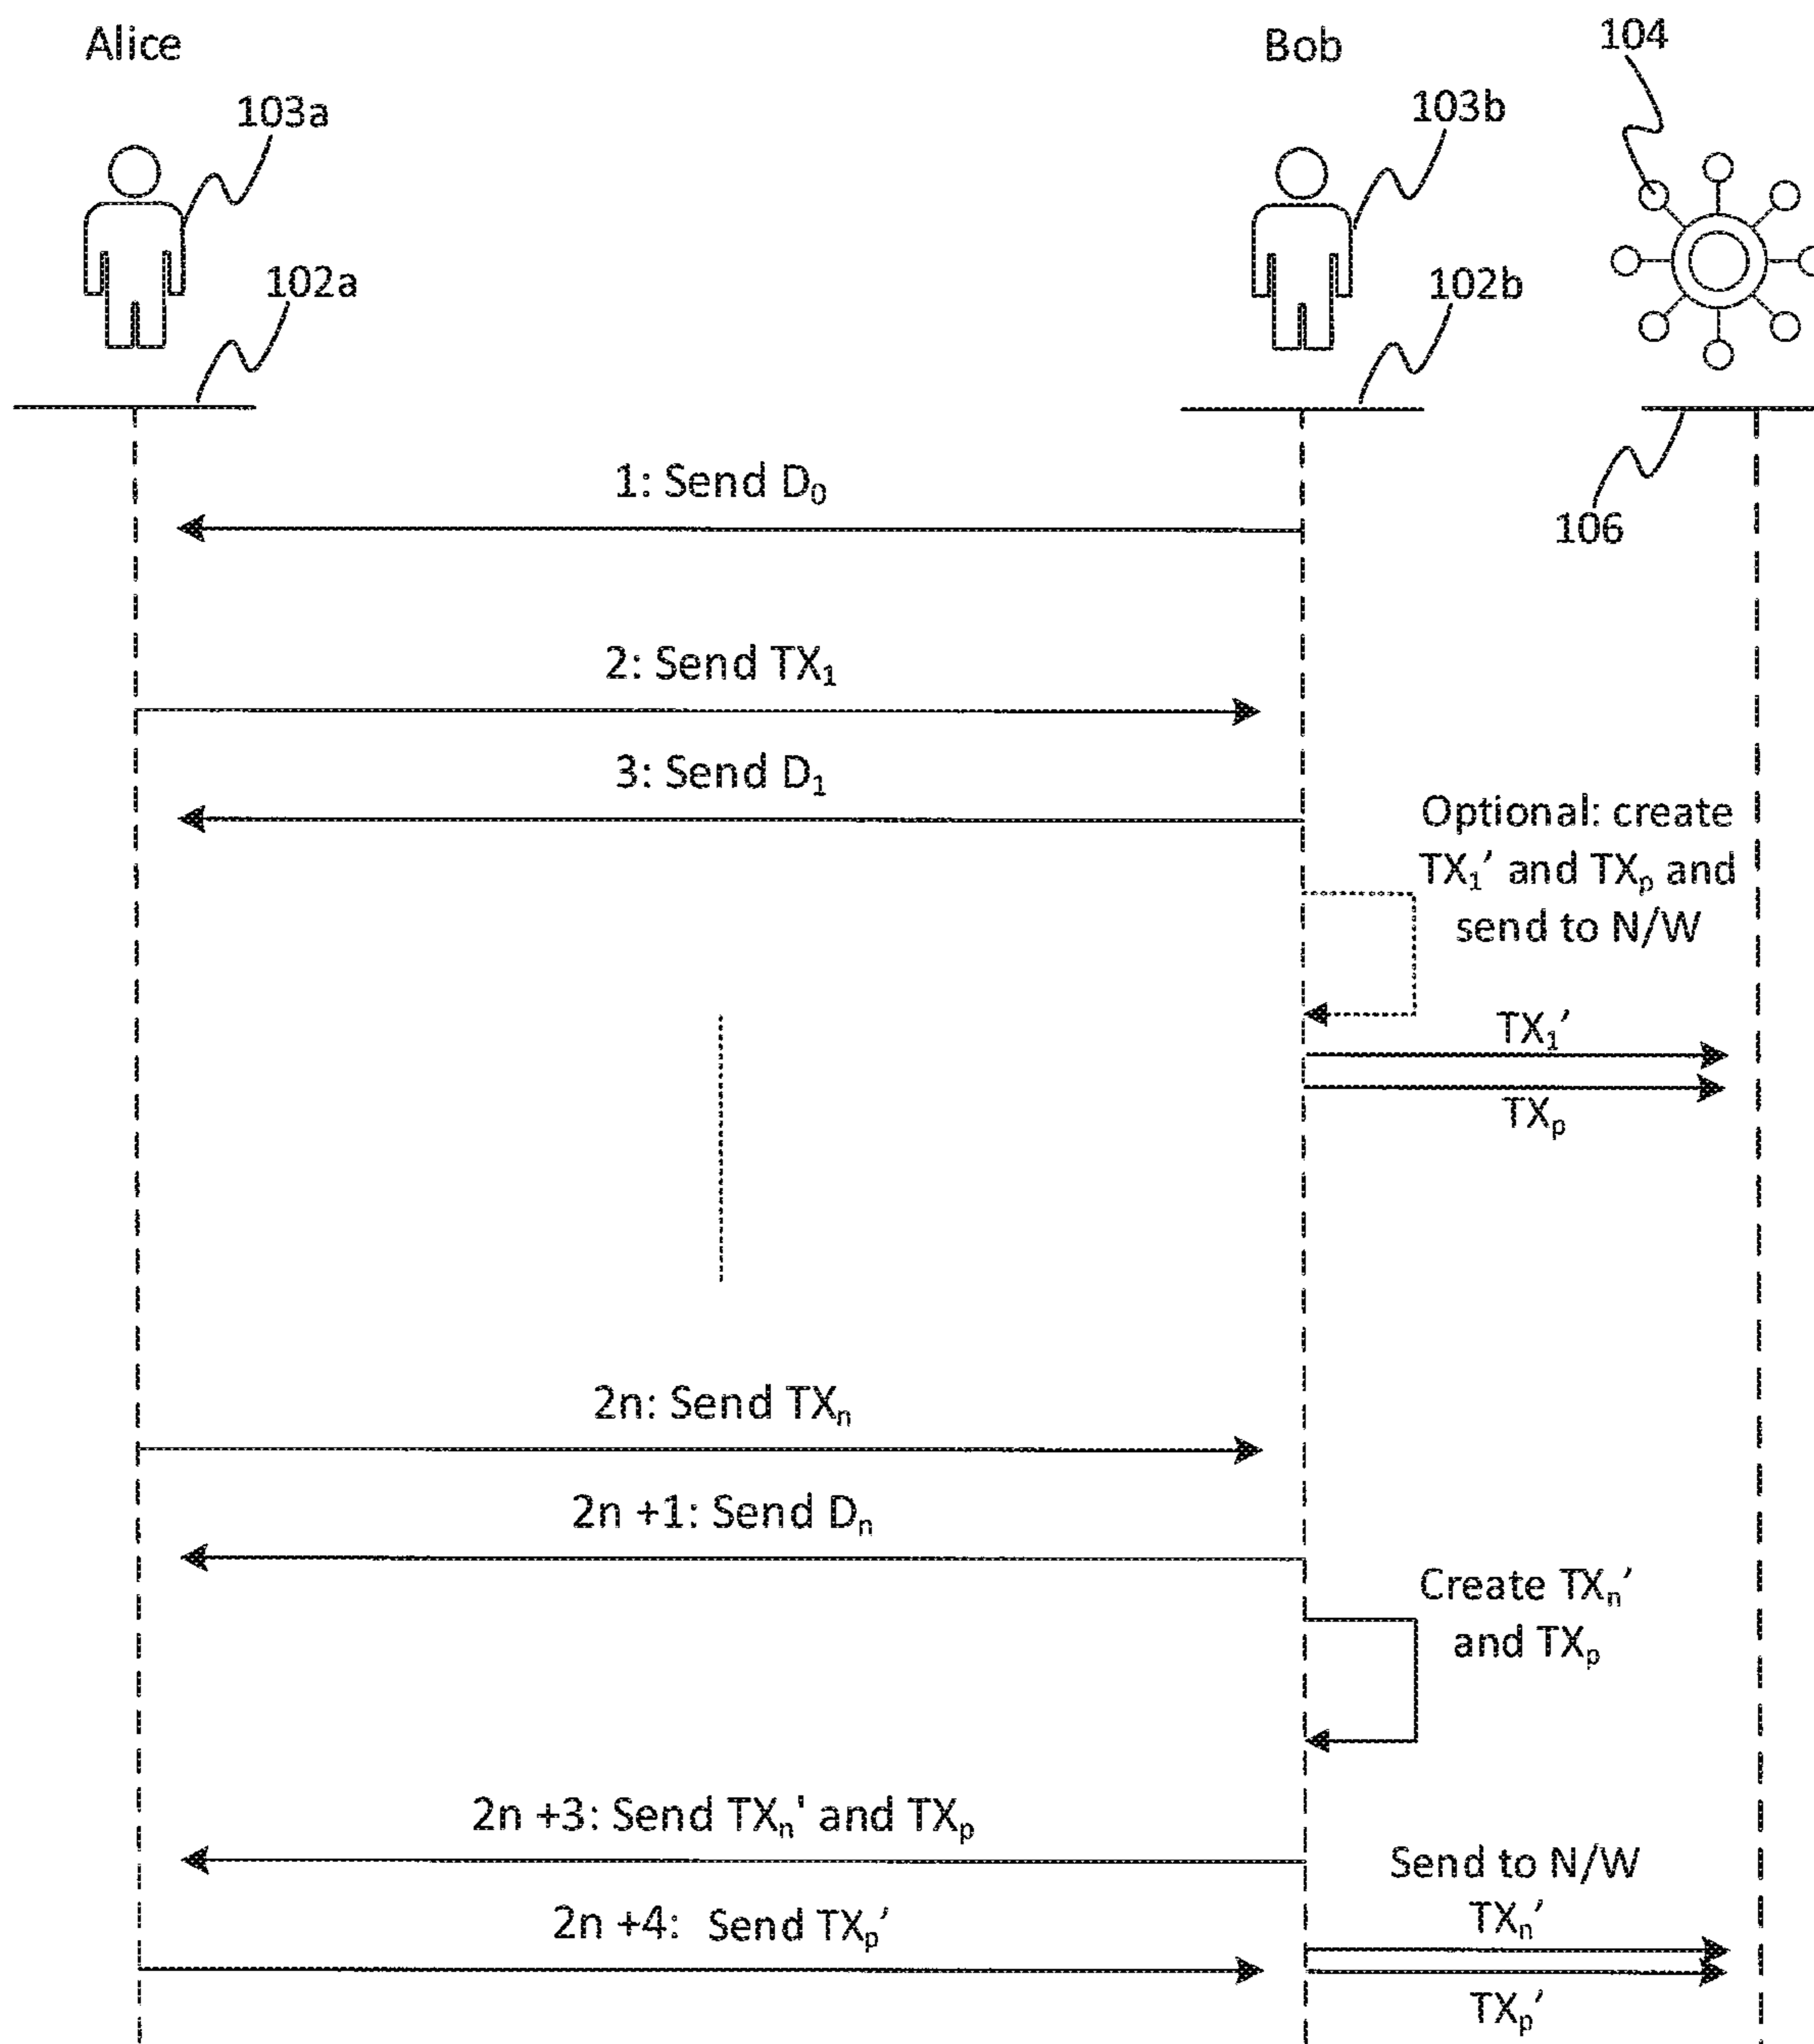 Alice
Bob
104
103a
103b
102a
102b
106
1: Send D₀
2: Send TX₁
3: Send D₁
Optional: create
TX₁’ and TXₚ and
send to N/W
TX₁’
TXₚ
2n: Send TXₙ
2n +1: Send Dₙ
Create TXₙ’
and TXₚ
2n +3: Send TXₙ' and TXₚ
Send to N/W
TXₙ’
2n +4: Send TXₚ’
TXₚ’